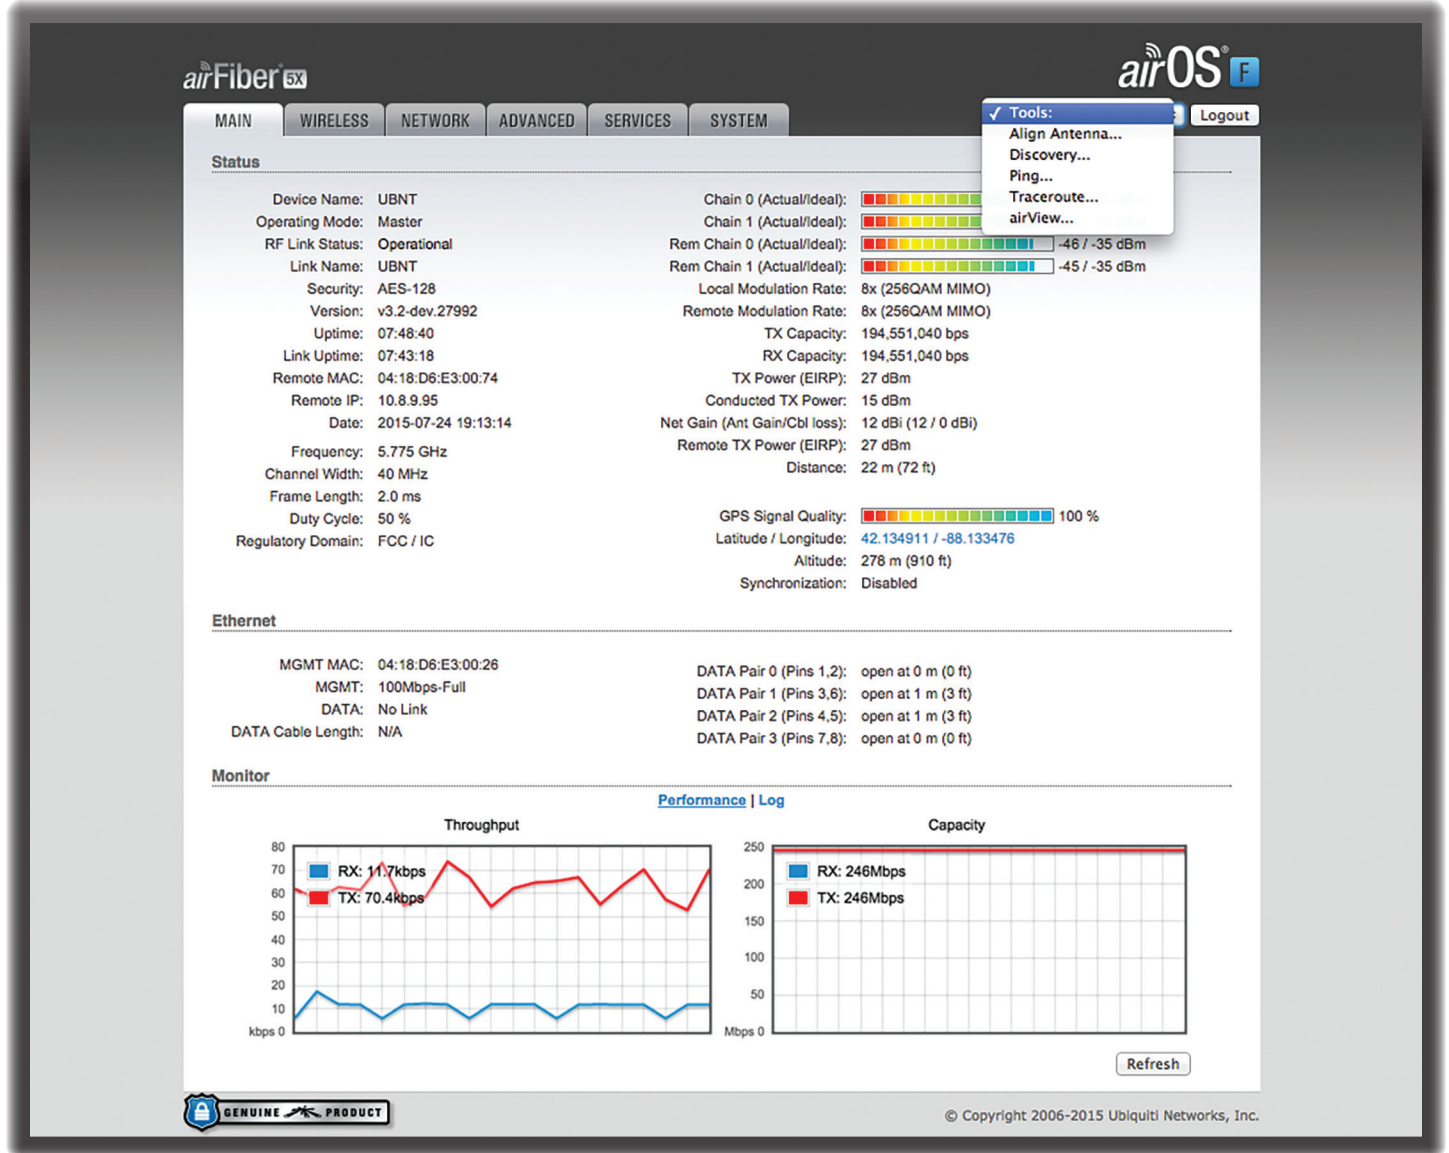 airFiber 5X
airOS® F
MAIN WIRELESS NETWORK ADVANCED SERVICES SYSTEM
✓ Tools:
Logout
Align Antenna...
Discovery...
Ping...
Traceroute...
airView...
Status
Device Name: UBNT
Operating Mode: Master
RF Link Status: Operational
Link Name: UBNT
Security: AES-128
Version: v3.2-dev.27992
Uptime: 07:48:40
Link Uptime: 07:43:18
Remote MAC: 04:18:D6:E3:00:74
Remote IP: 10.8.9.95
Date: 2015-07-24 19:13:14
Frequency: 5.775 GHz
Channel Width: 40 MHz
Frame Length: 2.0 ms
Duty Cycle: 50 %
Regulatory Domain: FCC / IC
Chain 0 (Actual/Ideal):
Chain 1 (Actual/Ideal):
Rem Chain 0 (Actual/Ideal): -46 / -35 dBm
Rem Chain 1 (Actual/Ideal): -45 / -35 dBm
Local Modulation Rate: 8x (256QAM MIMO)
Remote Modulation Rate: 8x (256QAM MIMO)
TX Capacity: 194,551,040 bps
RX Capacity: 194,551,040 bps
TX Power (EIRP): 27 dBm
Conducted TX Power: 15 dBm
Net Gain (Ant Gain/Cbl loss): 12 dBi (12 / 0 dBi)
Remote TX Power (EIRP): 27 dBm
Distance: 22 m (72 ft)
GPS Signal Quality: 100 %
Latitude / Longitude: 42.134911 / -88.133476
Altitude: 278 m (910 ft)
Synchronization: Disabled
Ethernet
MGMT MAC: 04:18:D6:E3:00:26
MGMT: 100Mbps-Full
DATA: No Link
DATA Cable Length: N/A
DATA Pair 0 (Pins 1,2): open at 0 m (0 ft)
DATA Pair 1 (Pins 3,6): open at 1 m (3 ft)
DATA Pair 2 (Pins 4,5): open at 1 m (3 ft)
DATA Pair 3 (Pins 7,8): open at 0 m (0 ft)
Monitor
Performance | Log
Throughput
80
70
60
50
40
30
20
10
kbps 0
RX: 11.7kbps
TX: 70.4kbps
Capacity
250
200
150
100
50
Mbps 0
RX: 246Mbps
TX: 246Mbps
Refresh
GENUINE PRODUCT
© Copyright 2006-2015 Ubiquiti Networks, Inc.